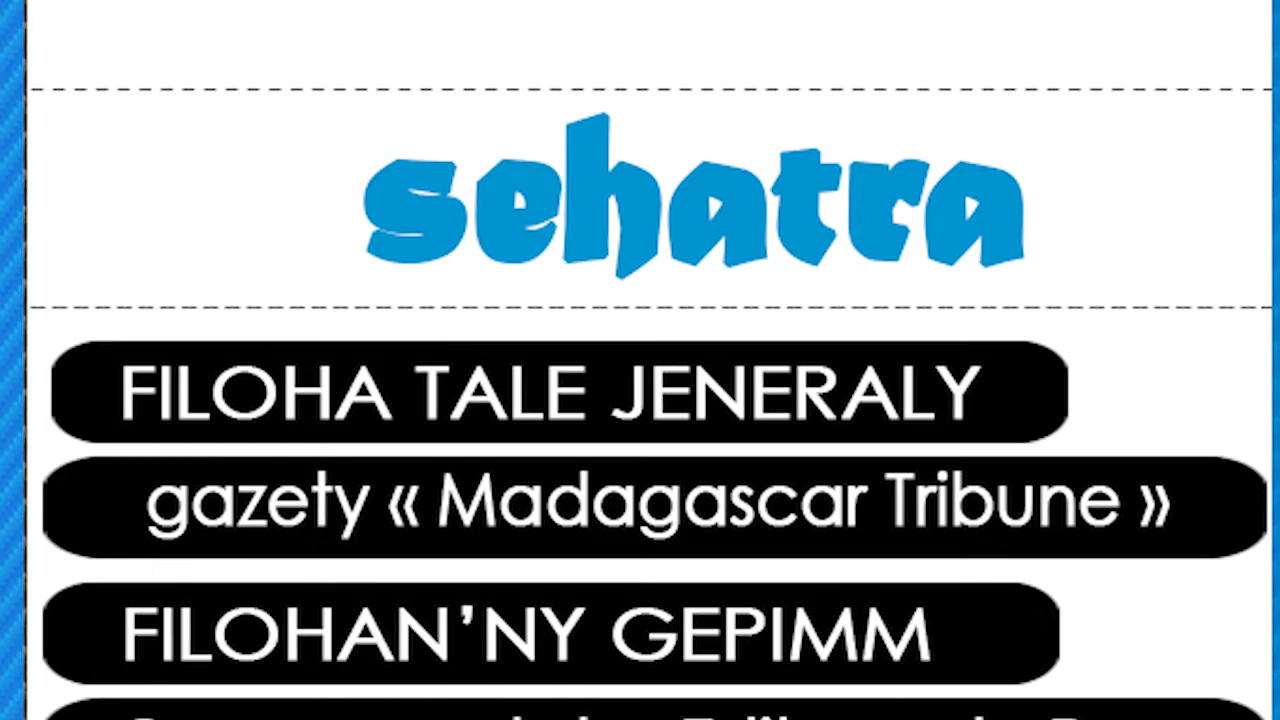 sehatra
FILOHA TALE JENERALY
gazety « Madagascar Tribune »
FILOHAN’NY GEPIMM